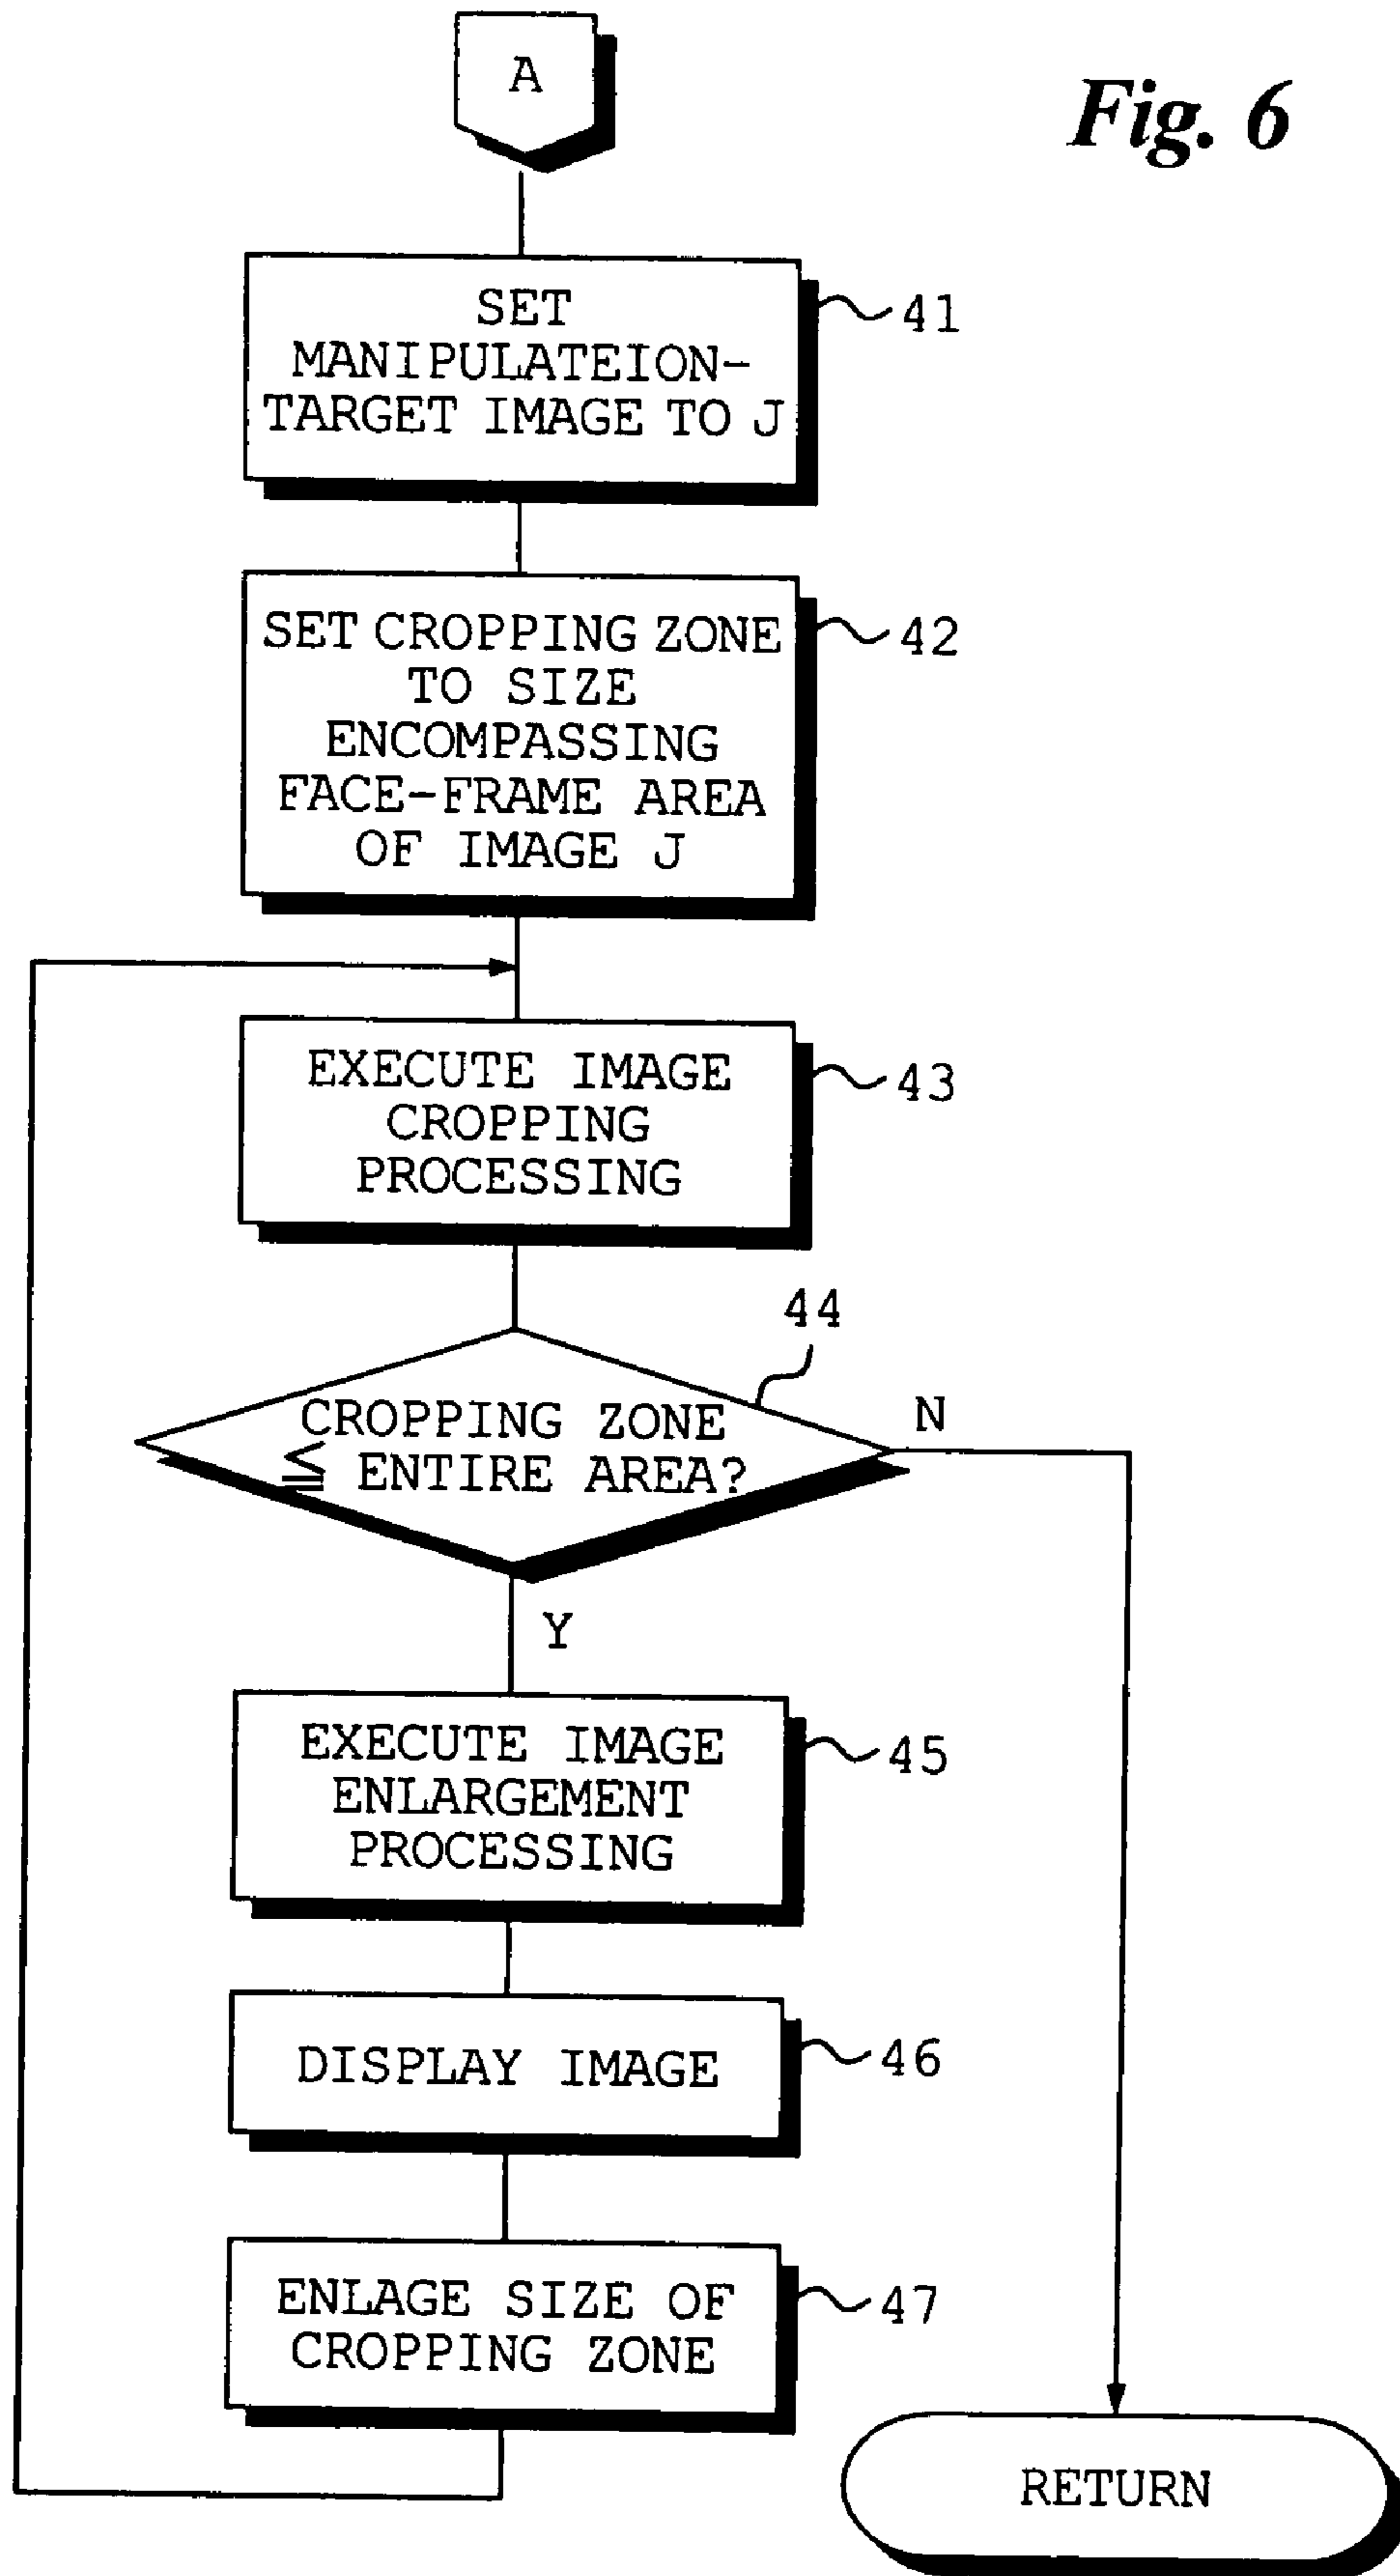 A
Fig. 6
SET
MANIPULATEION-
TARGET IMAGE TO J
41
SET CROPPING ZONE
TO SIZE
ENCOMPASSING
FACE-FRAME AREA
OF IMAGE J
42
EXECUTE IMAGE
CROPPING
PROCESSING
43
44
CROPPING ZONE
≦ ENTIRE AREA?
N
Y
EXECUTE IMAGE
ENLARGEMENT
PROCESSING
45
DISPLAY IMAGE
46
ENLAGE SIZE OF
CROPPING ZONE
47
RETURN